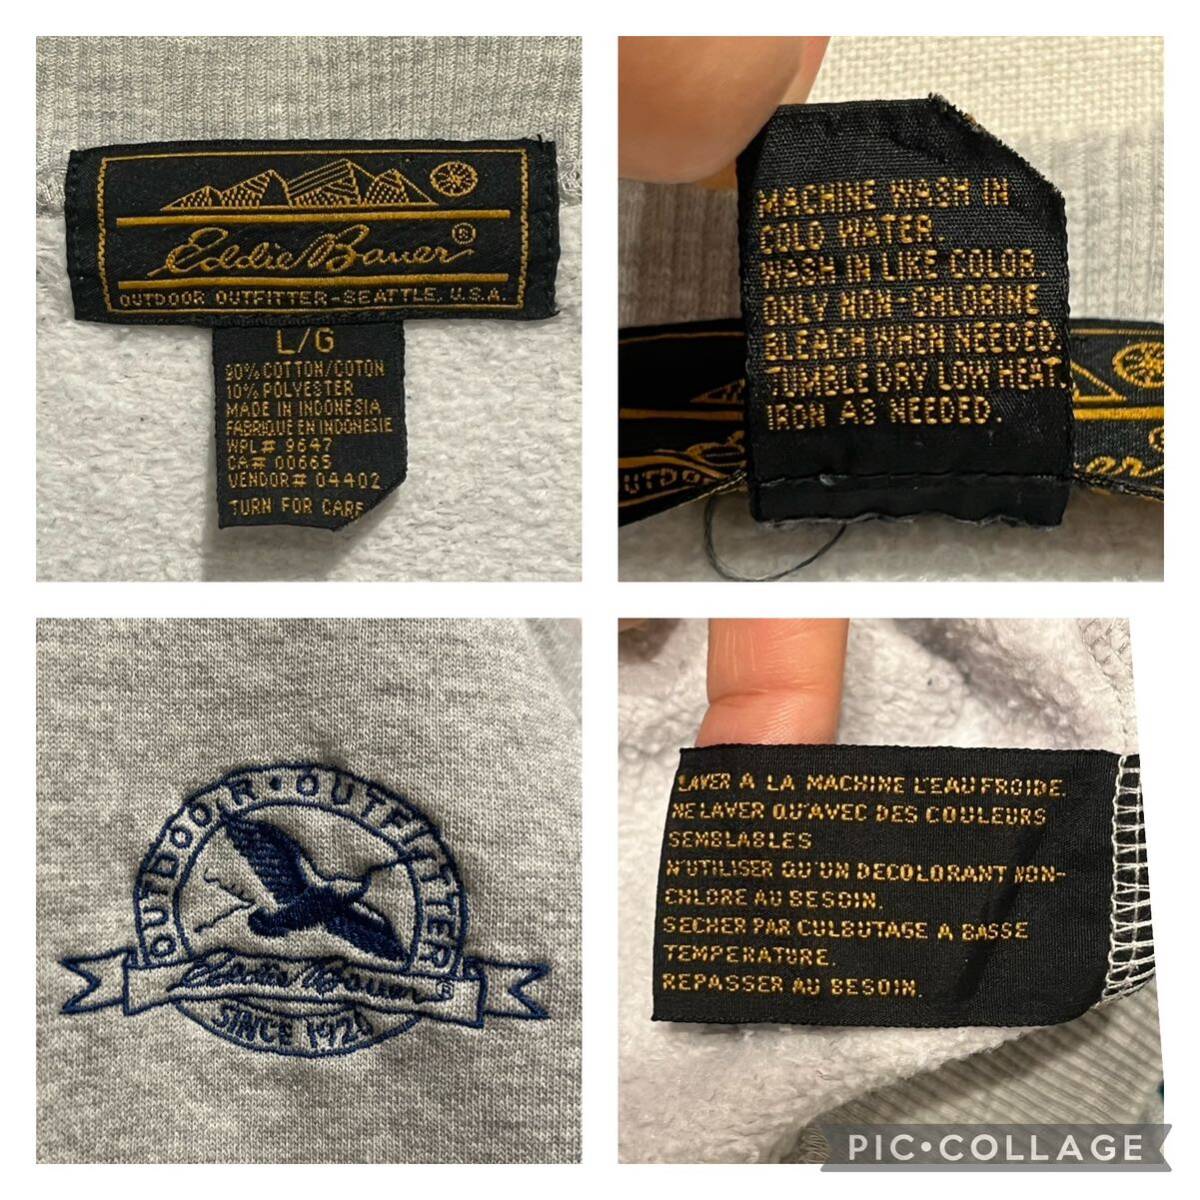 Eddie Bauer®
OUTDOOR OUTFITTER-SEATTLE, U.S.A.
L/G
90% COTTON/COTON
10% POLYESTER
MADE IN INDONESIA
FABRIQUE EN INDONESIE
WPL# 9647
CA# 00665
VENDOR# 04402
TURN FOR CARE
MACHINE WASH IN
COLD WATER.
WASH IN LIKE COLOR.
ONLY NON-CHLORINE
BLEACH WHEN NEEDED.
TUMBLE DRY LOW HEAT.
IRON AS NEEDED.
OUTDOOR·OUTFITTER
Eddie Bauer
SINCE 1920
LAVER A LA MACHINE L'EAU FROIDE.
NE LAVER QU'AVEC DES COULEURS
SEMBLABLES
N'UTILISER QU'UN DECOLORANT NON-
CHLORE AU BESOIN.
SECHER PAR CULBUTAGE A BASSE
TEMPERATURE.
REPASSER AU BESOIN.
PIC·COLLAGE